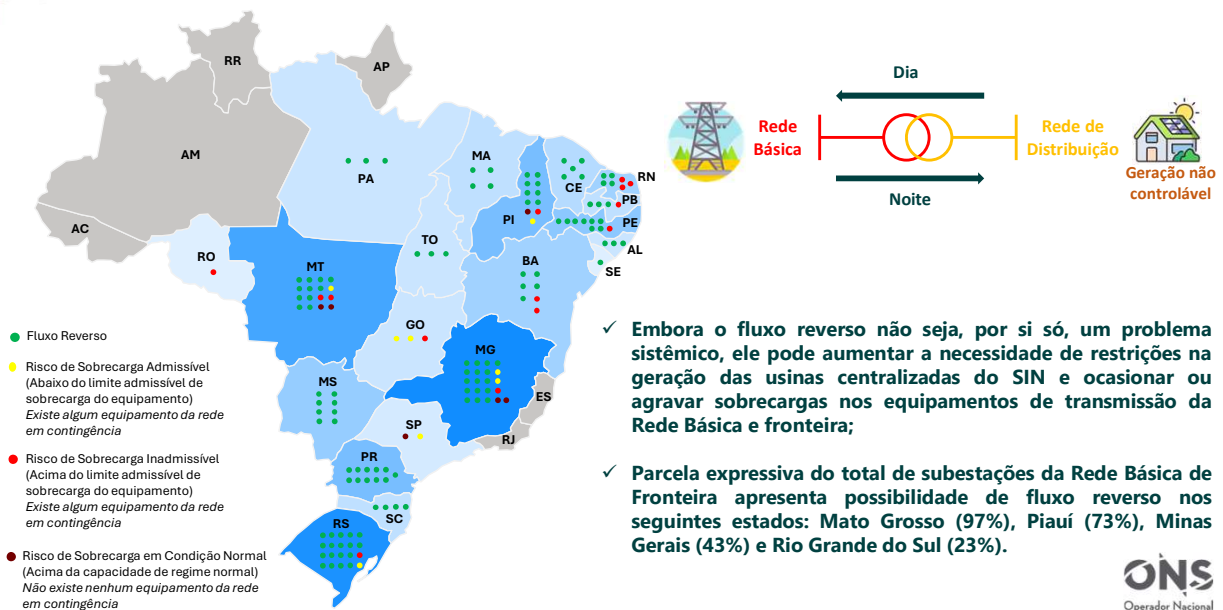 RR
AP
AM
PA
MA
CE
RN
PB
PI
PE
AC
TO
AL
RO
MT
BA
SE
GO
MG
MS
ES
SP
RJ
PR
SC
RS
Fluxo Reverso
Risco de Sobrecarga Admissível
(Abaixo do limite admissível de
sobrecarga do equipamento)
Existe algum equipamento da rede
em contingência
Risco de Sobrecarga Inadmissível
(Acima do limite admissível de
sobrecarga do equipamento)
Existe algum equipamento da rede
em contingência
Risco de Sobrecarga em Condição Normal
(Acima da capacidade de regime normal)
Não existe nenhum equipamento da rede
em contingência
Dia
Rede
Básica
Rede de
Distribuição
Noite
Geração não
controlável
✓ Embora o fluxo reverso não seja, por si só, um problema
sistêmico, ele pode aumentar a necessidade de restrições na
geração das usinas centralizadas do SIN e ocasionar ou
agravar sobrecargas nos equipamentos de transmissão da
Rede Básica e fronteira;
✓ Parcela expressiva do total de subestações da Rede Básica de
Fronteira apresenta possibilidade de fluxo reverso nos
seguintes estados: Mato Grosso (97%), Piauí (73%), Minas
Gerais (43%) e Rio Grande do Sul (23%).
ONS
Operador Nacional